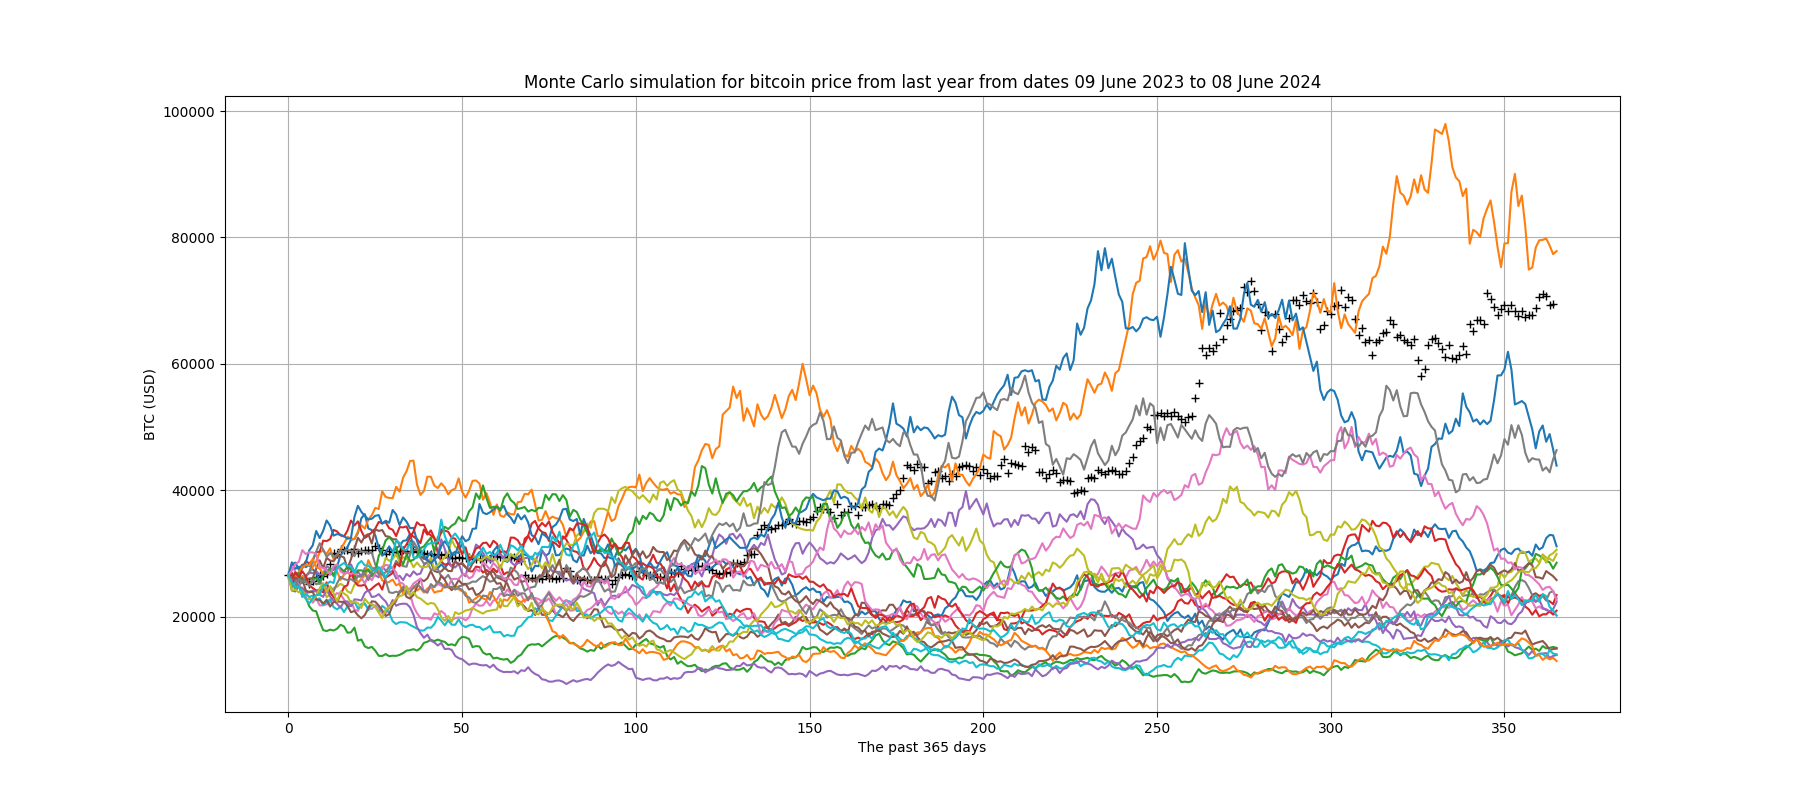 Monte Carlo simulation for bitcoin price from last year from dates 09 June 2023 to 08 June 2024
100000
80000
60000
40000
20000
BTC (USD)
0 50 100 150 200 250 300 350
The past 365 days